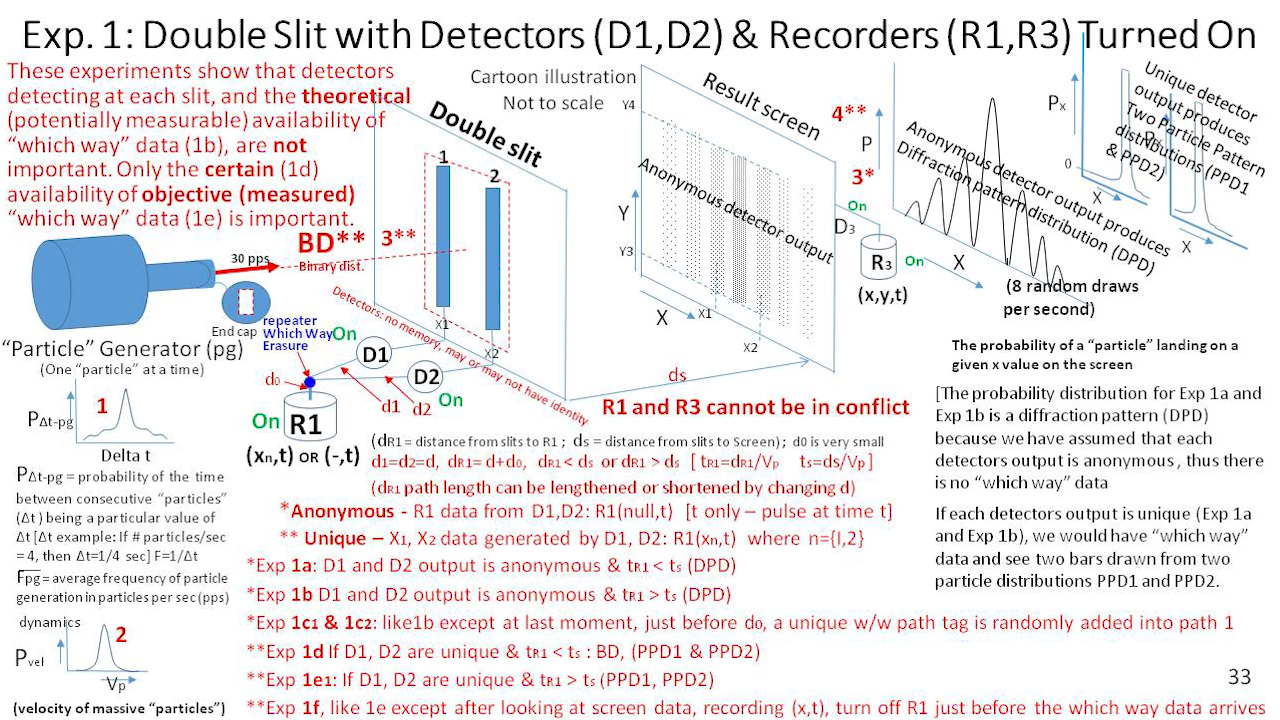 Exp. 1: Double Slit with Detectors (D1,D2) & Recorders (R1,R3) Turned On
These experiments show that detectors
detecting at each slit, and the theoretical
(potentially measurable) availability of
“which way” data (1b), are not
important. Only the certain (1d)
availability of objective (measured)
“which way” data (1e) is important.
Cartoon illustration
Not to scale
Double slit
1
2
X1
X2
BD**
3**
Binary dist.
30 pps
End cap
“Particle” Generator (pg)
(One “particle” at a time)
1
P∆t-pg
Delta t
P∆t-pg = probability of the time
between consecutive “particles”
(∆t ) being a particular value of
∆t [∆t example: If # particles/sec
= 4, then ∆t=1/4 sec] F=1/∆t
Fpg = average frequency of particle
generation in particles per sec (pps)
dynamics
2
Pvel
Vp
(velocity of massive “particles”)
Detectors: no memory, may or may not have identity
repeater
Which Way
Erasure
On
D1
D2
On
d0
d1
d2
On
R1
(xn,t) OR (-,t)
Result screen
Y4
Y
Y3
Anonymous detector output
X
X1
X2
ds
4**
P
3*
On
D3
R3
On
(x,y,t)
X
Anonymous detector output produces
Diffraction pattern distribution (DPD)
(8 random draws
per second)
Px
0
X
X
Unique detector
output produces
Two Particle Pattern
distributions (PPD1
& PPD2)
The probability of a “particle” landing on a
given x value on the screen
R1 and R3 cannot be in conflict
(dR1 = distance from slits to R1 ; ds = distance from slits to Screen) ; d0 is very small
d1=d2=d, dR1= d+d0, dR1 < ds or dR1 > ds [ tR1=dR1/Vp ts=ds/Vp ]
(dR1 path length can be lengthened or shortened by changing d)
*Anonymous - R1 data from D1,D2: R1(null,t) [t only – pulse at time t]
** Unique – X1, X2 data generated by D1, D2: R1(xn,t) where n={I,2}
*Exp 1a: D1 and D2 output is anonymous & tR1 < ts (DPD)
*Exp 1b D1 and D2 output is anonymous & tR1 > ts (DPD)
*Exp 1c1 & 1c2: like1b except at last moment, just before d0, a unique w/w path tag is randomly added into path 1
**Exp 1d If D1, D2 are unique & tR1 < ts : BD, (PPD1 & PPD2)
**Exp 1e1: If D1, D2 are unique & tR1 > ts (PPD1, PPD2)
**Exp 1f, like 1e except after looking at screen data, recording (x,t), turn off R1 just before the which way data arrives
[The probability distribution for Exp 1a and
Exp 1b is a diffraction pattern (DPD)
because we have assumed that each
detectors output is anonymous , thus there
is no “which way” data
If each detectors output is unique (Exp 1a
and Exp 1b), we would have “which way”
data and see two bars drawn from two
particle distributions PPD1 and PPD2.
33